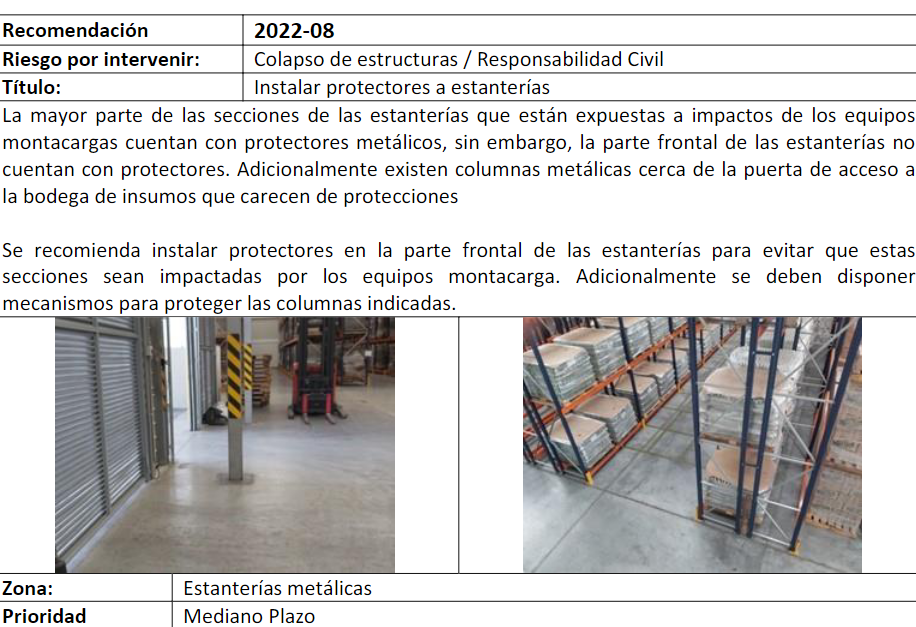 Recomendación 2022-08
Riesgo por intervenir: Colapso de estructuras / Responsabilidad Civil
Título: Instalar protectores a estanterías
La mayor parte de las secciones de las estanterías que están expuestas a impactos de los equipos
montacargas cuentan con protectores metálicos, sin embargo, la parte frontal de las estanterías no
cuentan con protectores. Adicionalmente existen columnas metálicas cerca de la puerta de acceso a
la bodega de insumos que carecen de protecciones
Se recomienda instalar protectores en la parte frontal de las estanterías para evitar que estas
secciones sean impactadas por los equipos montacarga. Adicionalmente se deben disponer
mecanismos para proteger las columnas indicadas.
Zona: Estanterías metálicas
Prioridad Mediano Plazo